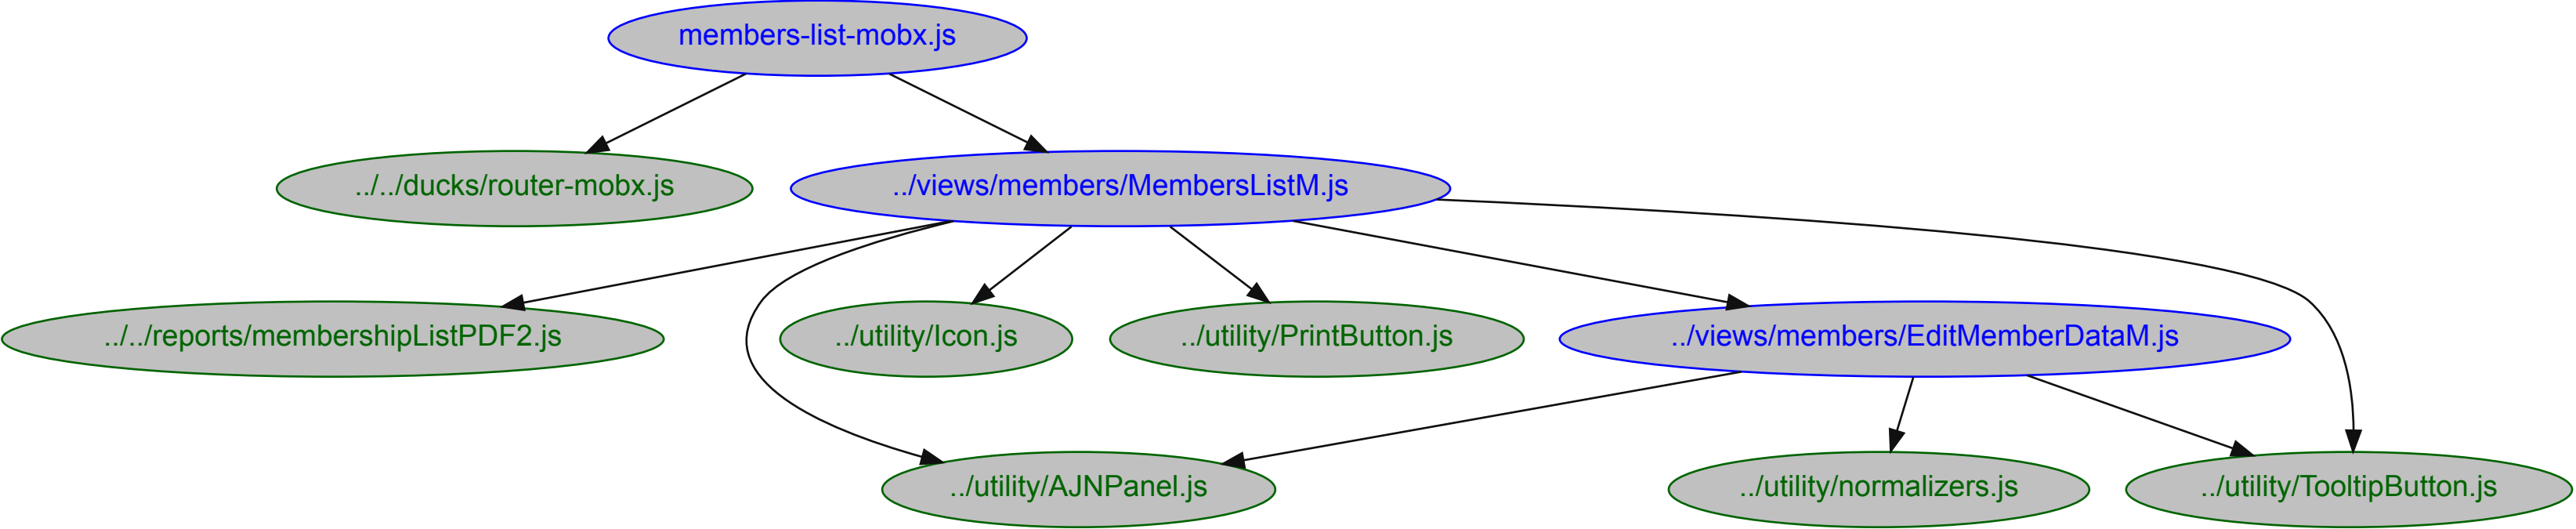 members-list-mobx.js
../../ducks/router-mobx.js
../views/members/MembersListM.js
../../reports/membershipListPDF2.js
../utility/Icon.js
../utility/PrintButton.js
../views/members/EditMemberDataM.js
../utility/AJNPanel.js
../utility/normalizers.js
../utility/TooltipButton.js